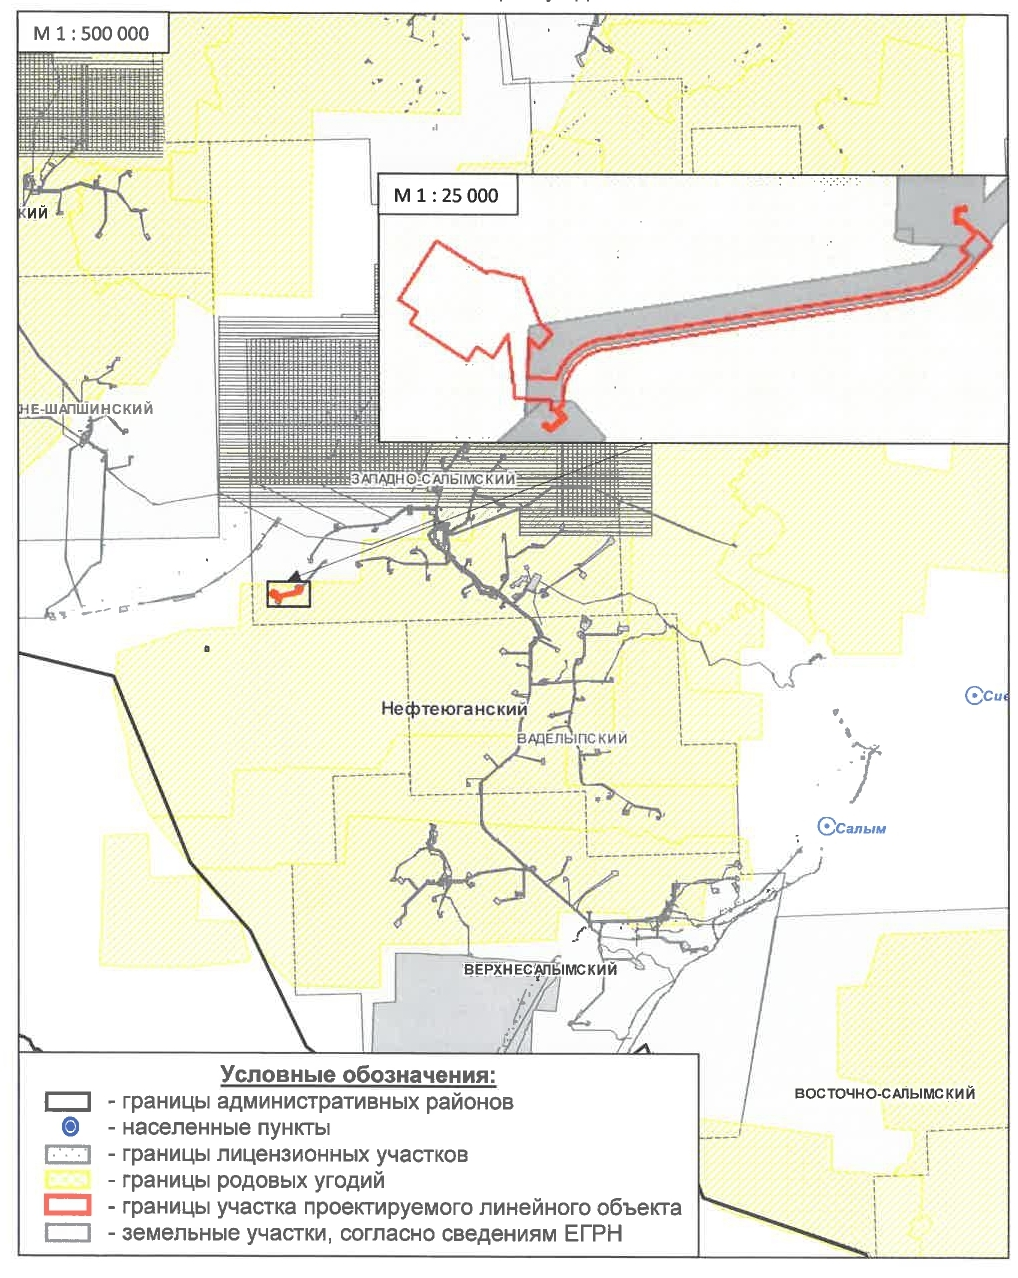 М 1 : 500 000
М 1 : 25 000
КИЙ
НЕ-ШАПШИНСКИЙ
ЗАПАДНО-САЛЫМСКИЙ
Сие
Нефтеюганский
ВАДЕЛЫПСКИЙ
Салым
ВЕРХНЕСАЛЫМСКИЙ
ВОСТОЧНО-САЛЫМСКИЙ
Условные обозначения:
- границы административных районов
- населенные пункты
- границы лицензионных участков
- границы родовых угодий
- границы участка проектируемого линейного объекта
- земельные участки, согласно сведениям ЕГРН